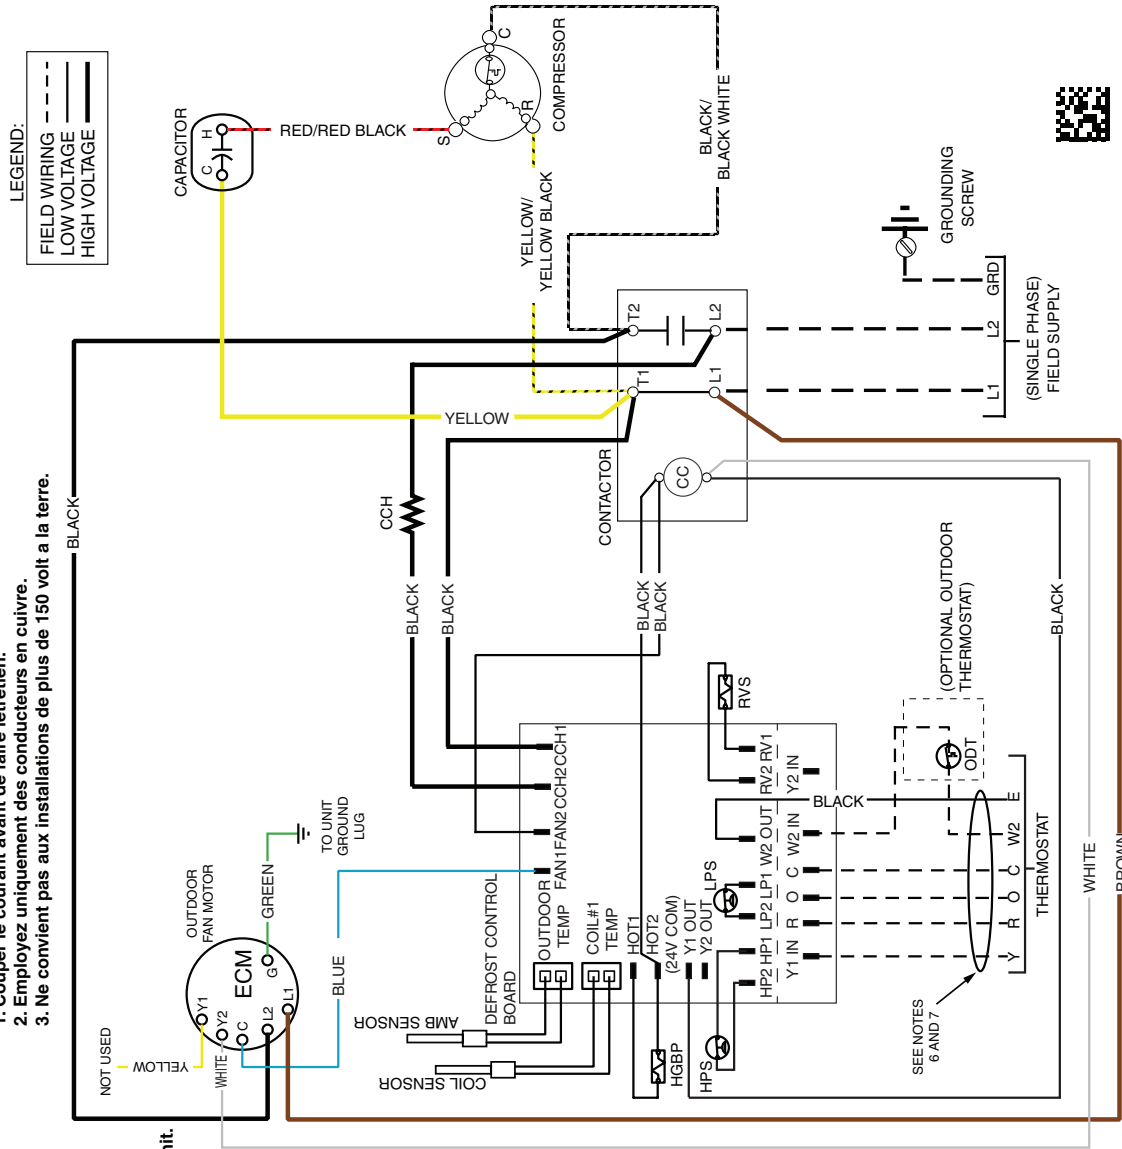 LEGEND:
FIELD WIRING
LOW VOLTAGE
HIGH VOLTAGE
2. Employez uniquement des conducteurs en cuivre.
3. Ne convient pas aux installations de plus de 150 volt a la terre.
nit.
CAPACITOR
C
H
RED/RED BLACK
S
C
R
COMPRESSOR
BLACK/
BLACK WHITE
YELLOW/
YELLOW BLACK
YELLOW
BLACK
CCH
BLACK
BLACK
CONTACTOR
T2
L2
T1
L1
CC
GROUNDING
SCREW
GRD
L2
L1
(SINGLE PHASE)
FIELD SUPPLY
BLACK
BLACK
OUTDOOR
FAN MOTOR
ECM
Y1
Y2
C
L2
L1
G
NOT USED
YELLOW
WHITE
GREEN
TO UNIT
GROUND
LUG
BLUE
AMB SENSOR
COIL SENSOR
DEFROST CONTROL
BOARD
OUTDOOR
TEMP
COIL#1
TEMP
FAN1
FAN2
CCH2
CCH1
HOT1
HOT2
(24V COM)
Y1 OUT
Y2 OUT
HGBP
HPS
LPS
RVS
HP2
HP1
LP2
LP1
W2 OUT
RV2
RV1
Y1 IN
R
O
C
W2 IN
Y2 IN
BLACK
(OPTIONAL OUTDOOR
THERMOSTAT)
ODT
SEE NOTES
6 AND 7
Y
R
O
C
W2
E
THERMOSTAT
BLACK
WHITE
BROWN